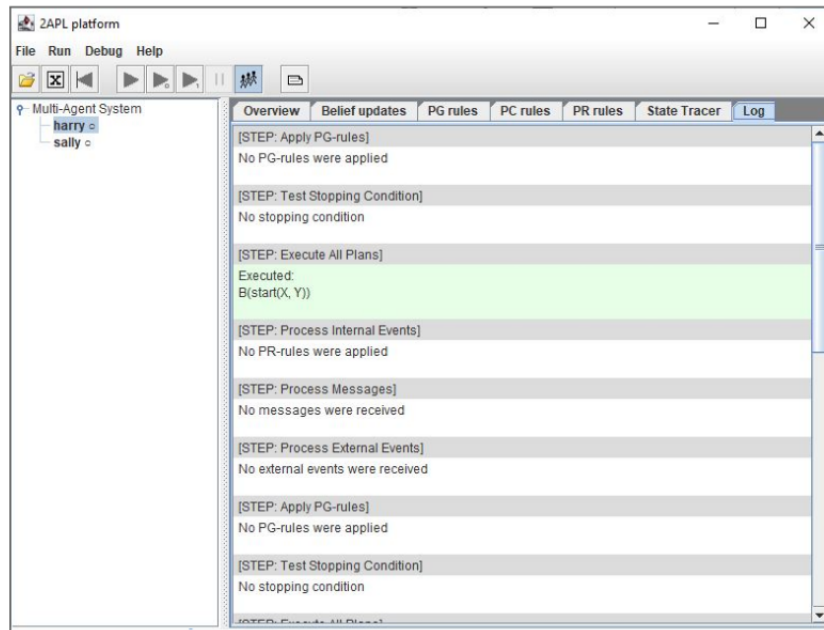 2APL platform
File Run Debug Help
Multi-Agent System
harry
sally
Overview Belief updates PG rules PC rules PR rules State Tracer Log
[STEP: Apply PG-rules]
No PG-rules were applied
[STEP: Test Stopping Condition]
No stopping condition
[STEP: Execute All Plans]
Executed:
B(start(X, Y))
[STEP: Process Internal Events]
No PR-rules were applied
[STEP: Process Messages]
No messages were received
[STEP: Process External Events]
No external events were received
[STEP: Apply PG-rules]
No PG-rules were applied
[STEP: Test Stopping Condition]
No stopping condition
[STEP: Execute All Plans]